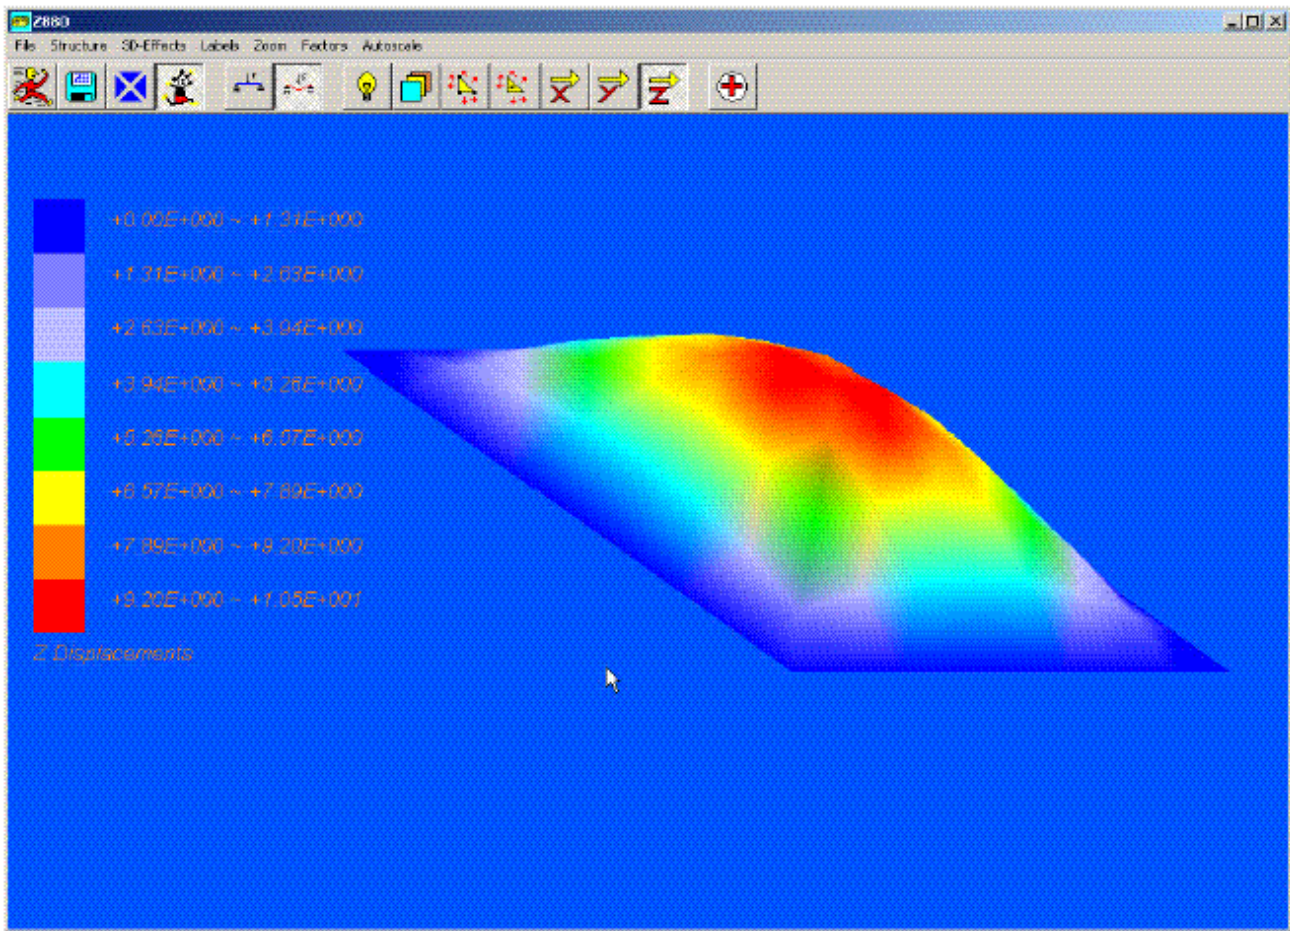 Z88O
File Structure 3D-Effects Labels Zoom Factors Autoscale
X Y Z
+0.00E+000 ~ +1.31E+000
+1.31E+000 ~ +2.63E+000
+2.63E+000 ~ +3.94E+000
+3.94E+000 ~ +5.26E+000
+5.26E+000 ~ +6.57E+000
+6.57E+000 ~ +7.89E+000
+7.89E+000 ~ +9.20E+000
+9.20E+000 ~ +1.05E+001
Z Displacements